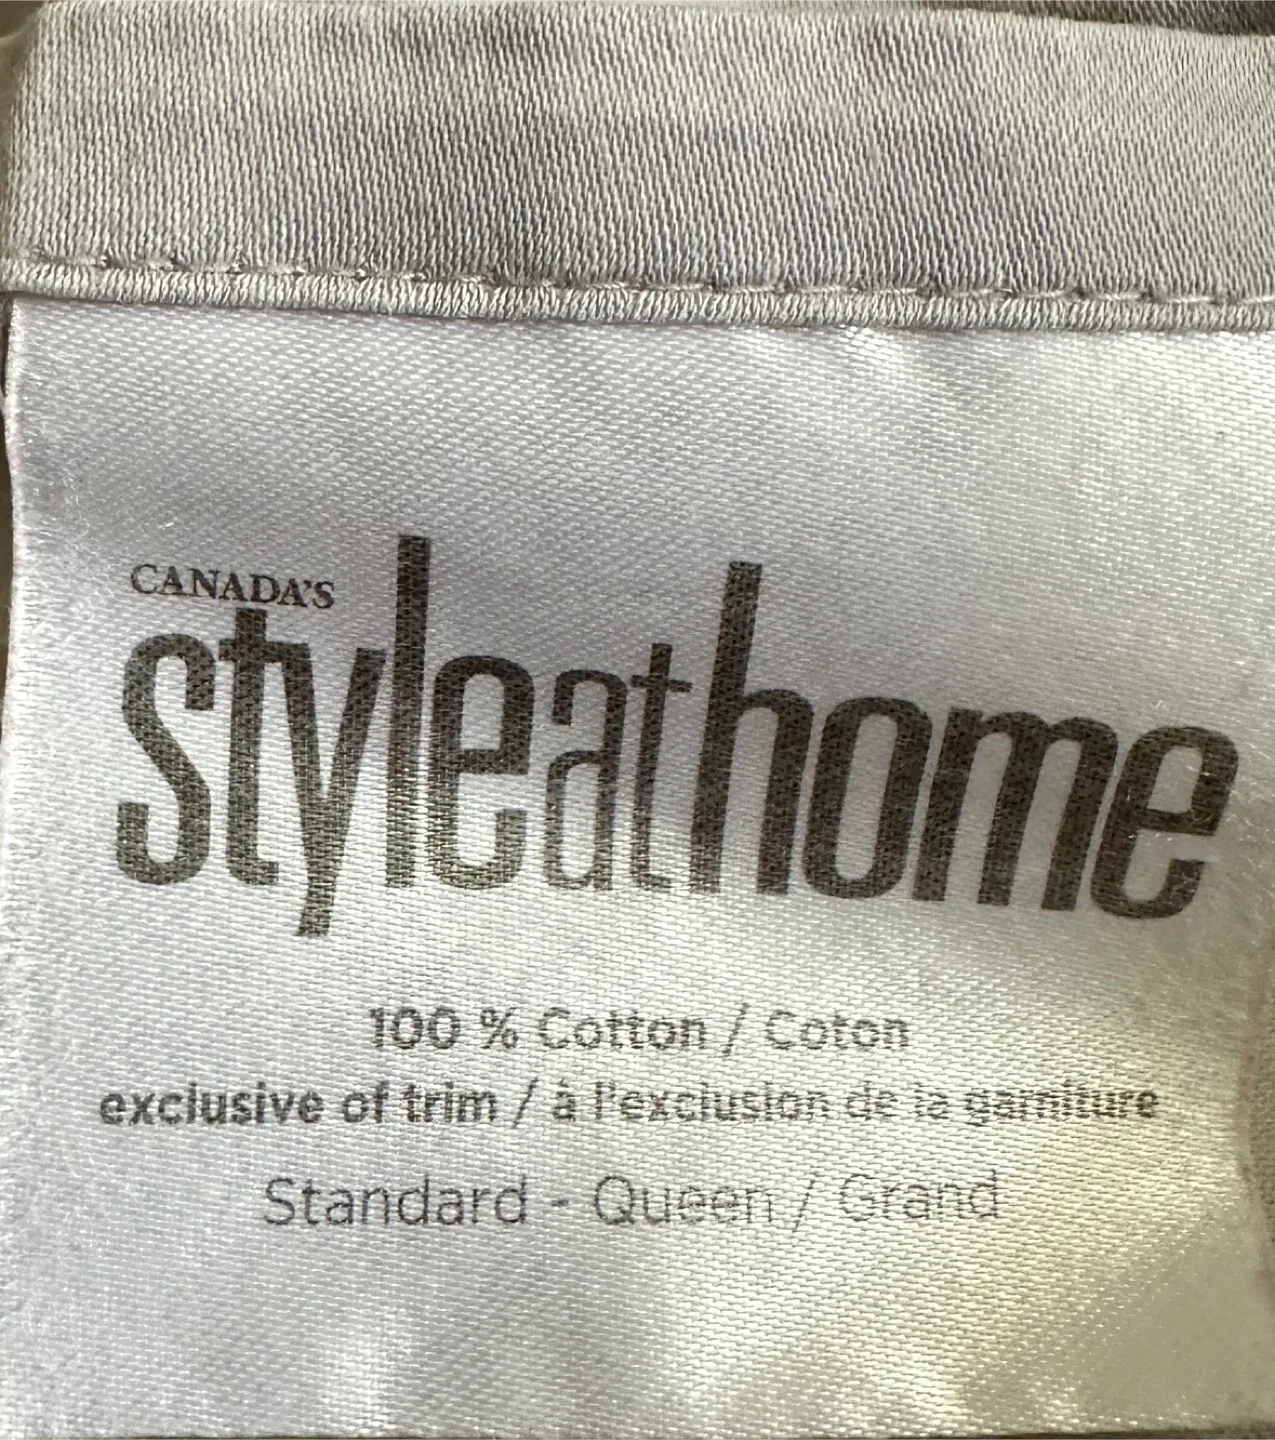 CANADA'S
styleathome
100 % Cotton / Coton
exclusive of trim / à l'exclusion de la garniture
Standard - Queen / Grand